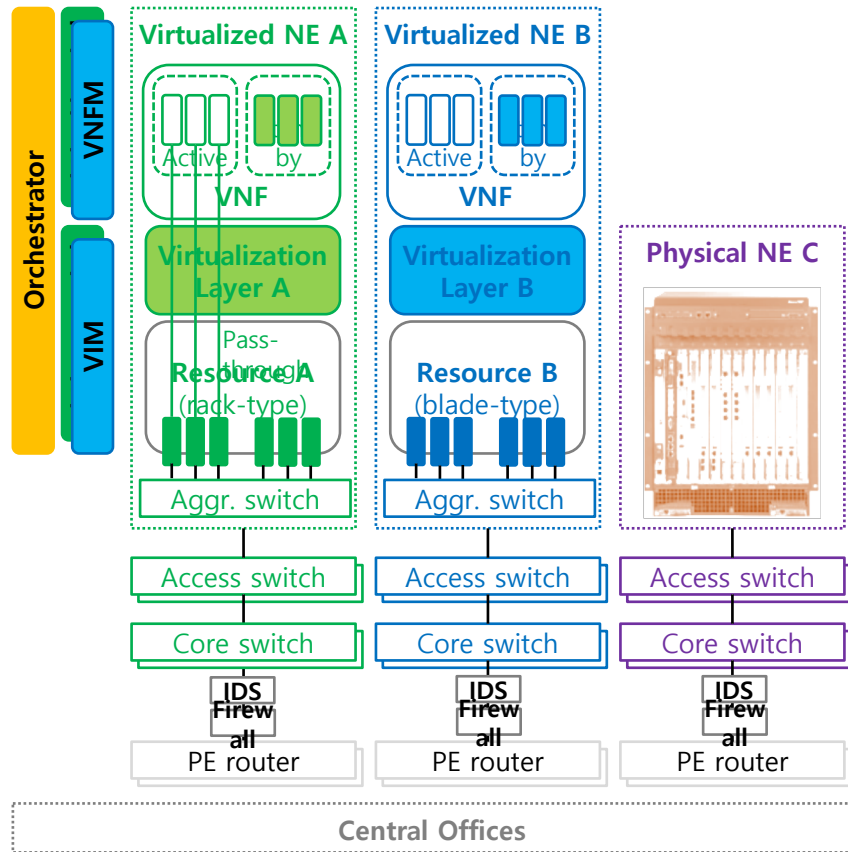 Orchestrator
VNFM
VIM
Virtualized NE A
Active
by
VNF
Virtualization
Layer A
Pass-
through
Resource A
(rack-type)
Aggr. switch
Access switch
Core switch
IDS
Firew
all
PE router
Virtualized NE B
Active
by
VNF
Virtualization
Layer B
Resource B
(blade-type)
Aggr. switch
Access switch
Core switch
IDS
Firew
all
PE router
Physical NE C
Access switch
Core switch
IDS
Firew
all
PE router
Central Offices